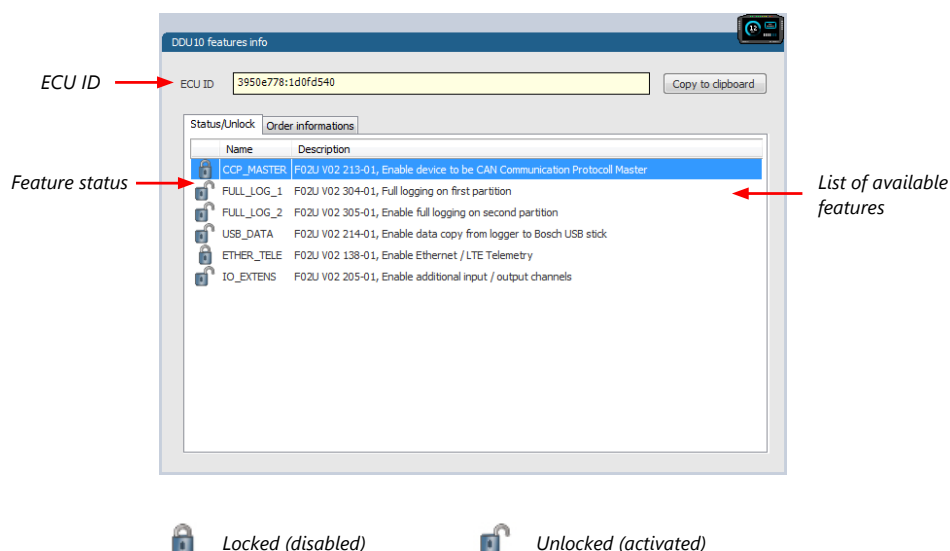 12
DDU10 features info
ECU ID
ECU ID
3950e778:1d0fd540
Copy to clipboard
Status/Unlock
Order informations
Name
Description
Feature status
CCP_MASTER
F02U V02 213-01, Enable device to be CAN Communication Protocoll Master
FULL_LOG_1
F02U V02 304-01, Full logging on first partition
List of available
features
FULL_LOG_2
F02U V02 305-01, Enable full logging on second partition
USB_DATA
F02U V02 214-01, Enable data copy from logger to Bosch USB stick
ETHER_TELE
F02U V02 138-01, Enable Ethernet / LTE Telemetry
IO_EXTENS
F02U V02 205-01, Enable additional input / output channels
Locked (disabled)
Unlocked (activated)